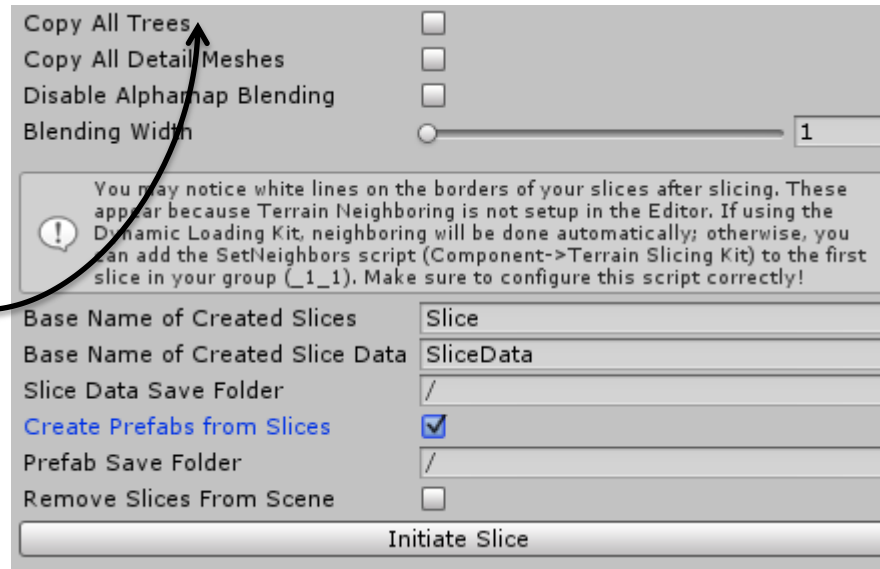 Copy All Trees
Copy All Detail Meshes
Disable Alphamap Blending
Blending Width 1
You may notice white lines on the borders of your slices after slicing. These
appear because Terrain Neighboring is not setup in the Editor. If using the
Dynamic Loading Kit, neighboring will be done automatically; otherwise, you
can add the SetNeighbors script (Component->Terrain Slicing Kit) to the first
slice in your group (_1_1). Make sure to configure this script correctly!
Base Name of Created Slices Slice
Base Name of Created Slice Data SliceData
Slice Data Save Folder /
Create Prefabs from Slices
Prefab Save Folder /
Remove Slices From Scene
Initiate Slice